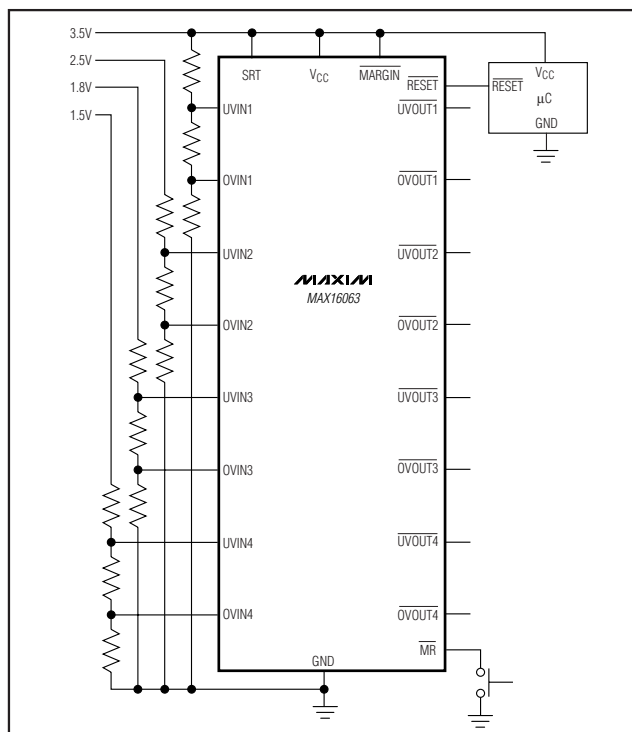 3.5V
2.5V
1.8V
1.5V
SRT
VCC
MARGIN
RESET
RESET
VCC
μC
GND
UVIN1
UVOUT1
OVIN1
OVOUT1
UVIN2
UVOUT2
MAXIM
MAX16063
OVIN2
OVOUT2
UVIN3
UVOUT3
OVIN3
OVOUT3
UVIN4
UVOUT4
OVIN4
OVOUT4
MR
GND